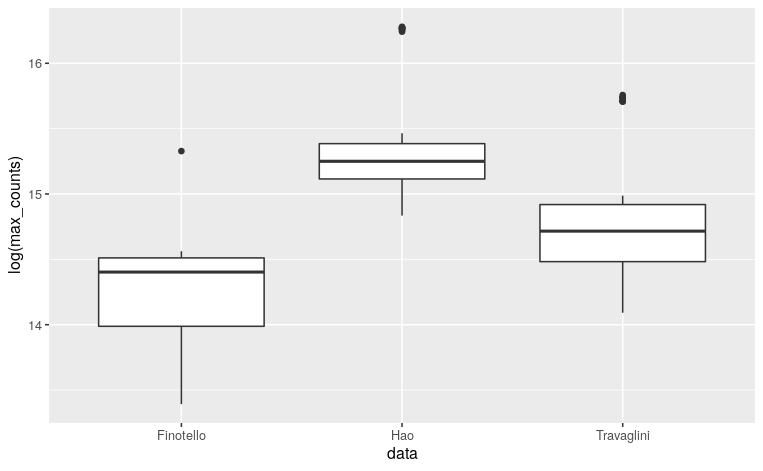 log(max_counts)
16
15
14
Finotello
Hao
Travaglini
data